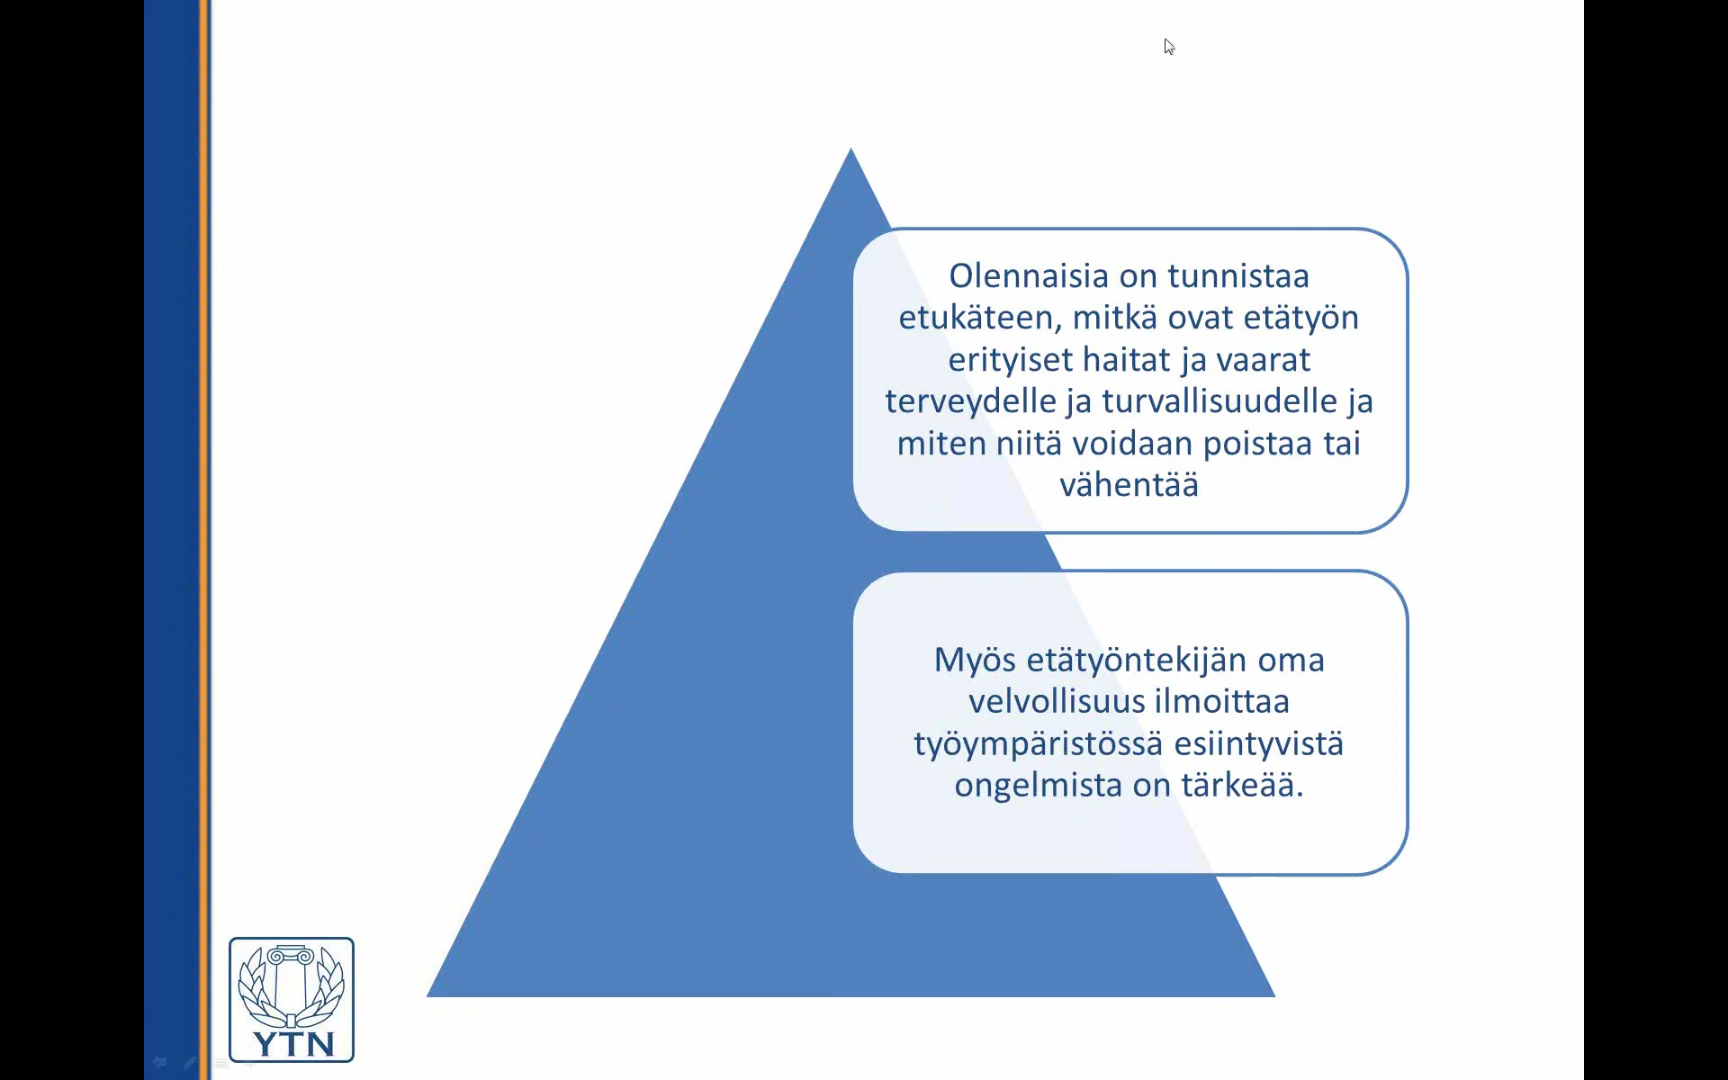 Olennaisia on tunnistaa
etukäteen, mitkä ovat etätyön
erityiset haitat ja vaarat
terveydelle ja turvallisuudelle ja
miten niitä voidaan poistaa tai
vähentää
Myös etätyöntekijän oma
velvollisuus ilmoittaa
työympäristössä esiintyvistä
ongelmista on tärkeää.
YTN